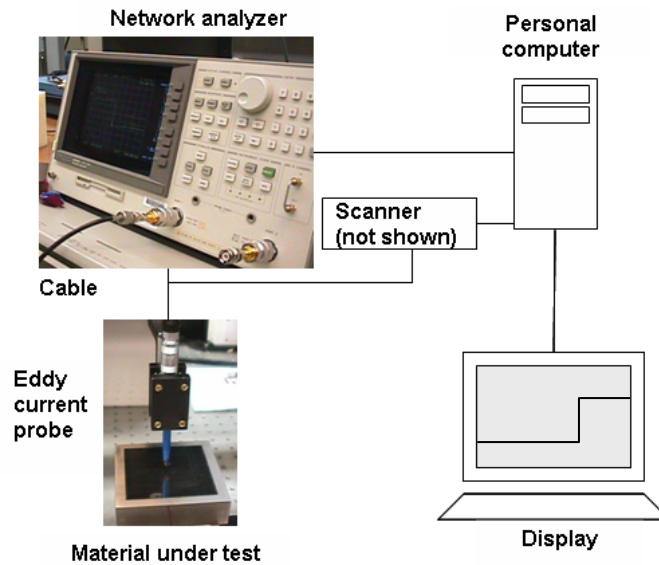 Network analyzer
Personal
computer
Scanner
(not shown)
Cable
Eddy
current
probe
Material under test
Display